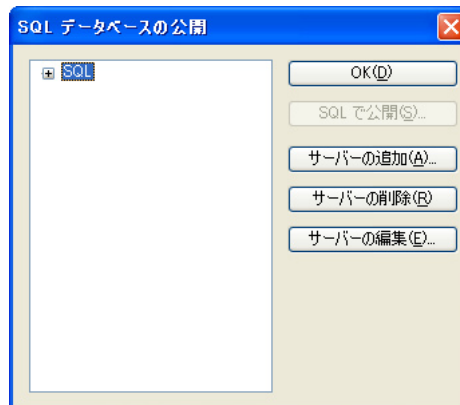 SQL データベースの公開
SQL
OK(D)
SQL で公開(S)...
サーバーの追加(A)...
サーバーの削除(R)
サーバーの編集(E)...